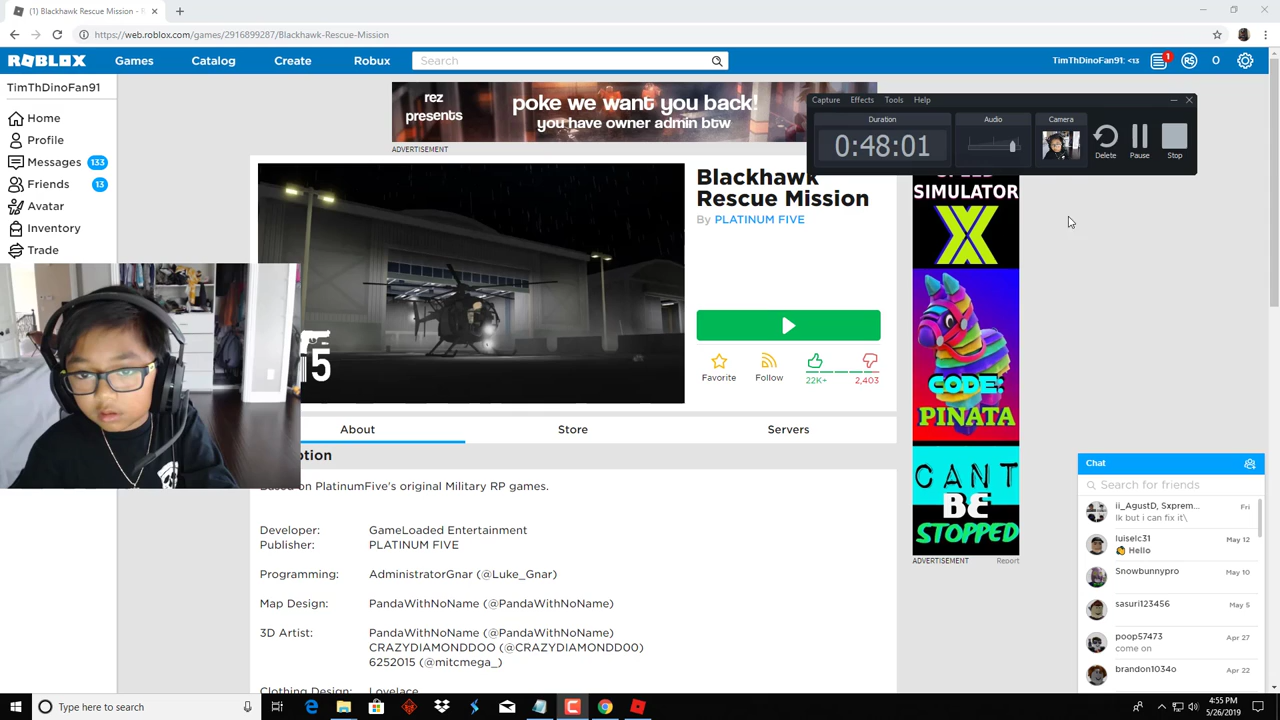 (1) Blackhawk Rescue Mission - R
https://web.roblox.com/games/2916899287/Blackhawk-Rescue-Mission
ROBLOX
Games
Catalog
Create
Robux
Search
TimThDinoFan91: <13
1
R$
0
TimThDinoFan91
Home
Profile
Messages
133
Friends
13
Avatar
Inventory
Trade
rez
presents
poke we want you back!
you have owner admin btw
ADVERTISEMENT
Capture
Effects
Tools
Help
Duration
0:48:01
Audio
Camera
Delete
Pause
Stop
Blackhawk
Rescue Mission
By PLATINUM FIVE
5
Favorite
Follow
22K+
2,403
About
Store
Servers
SIMULATOR
X
CODE:
PINATA
CANT
BE
STOPPED
ADVERTISEMENT
Report
Based on PlatinumFive's original Military RP games.
Developer:
GameLoaded Entertainment
Publisher:
PLATINUM FIVE
Programming:
AdministratorGnar (@Luke_Gnar)
Map Design:
PandaWithNoName (@PandaWithNoName)
3D Artist:
PandaWithNoName (@PandaWithNoName)
CRAZYDIAMONDDOO (@CRAZYDIAMONDD00)
6252015 (@mitcmega_)
Clothing Design:
Lovelace
Chat
Search for friends
ii_AgustD, Sxprem...
Fri
Ik but i can fix it\
luiselc31
May 12
Hello
Snowbunnypro
May 10
sasuri123456
May 5
poop57473
Apr 27
come on
brandon1034o
Apr 22
Type here to search
4:55 PM
5/26/2019